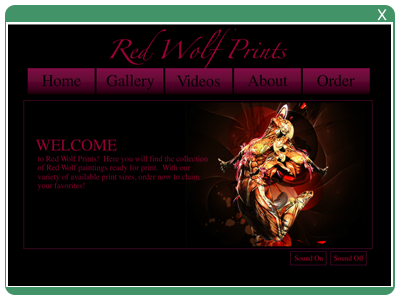 X
Red Wolf Prints
Home Gallery Videos About Order
WELCOME
to Red Wolf Prints!. Here you will find the collection
of Red Wolf paintings ready for print. With our
variety of available print sizes, order now to claim
your favorites!
Sound On Sound Off